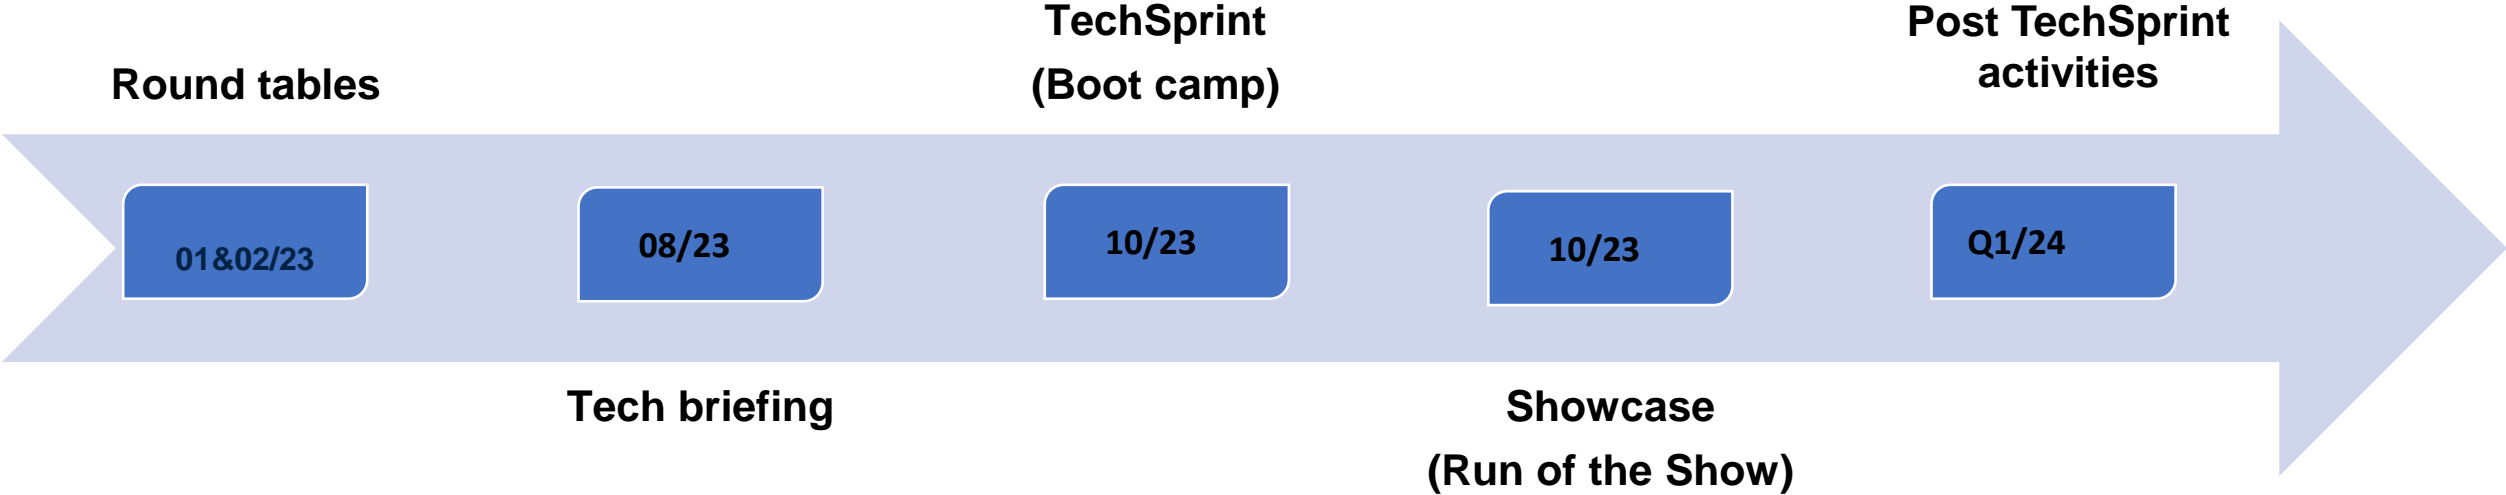 TechSprint
(Boot camp)
Post TechSprint
activities
Round tables
01&02/23
08/23
10/23
10/23
Q1/24
Tech briefing
Showcase
(Run of the Show)